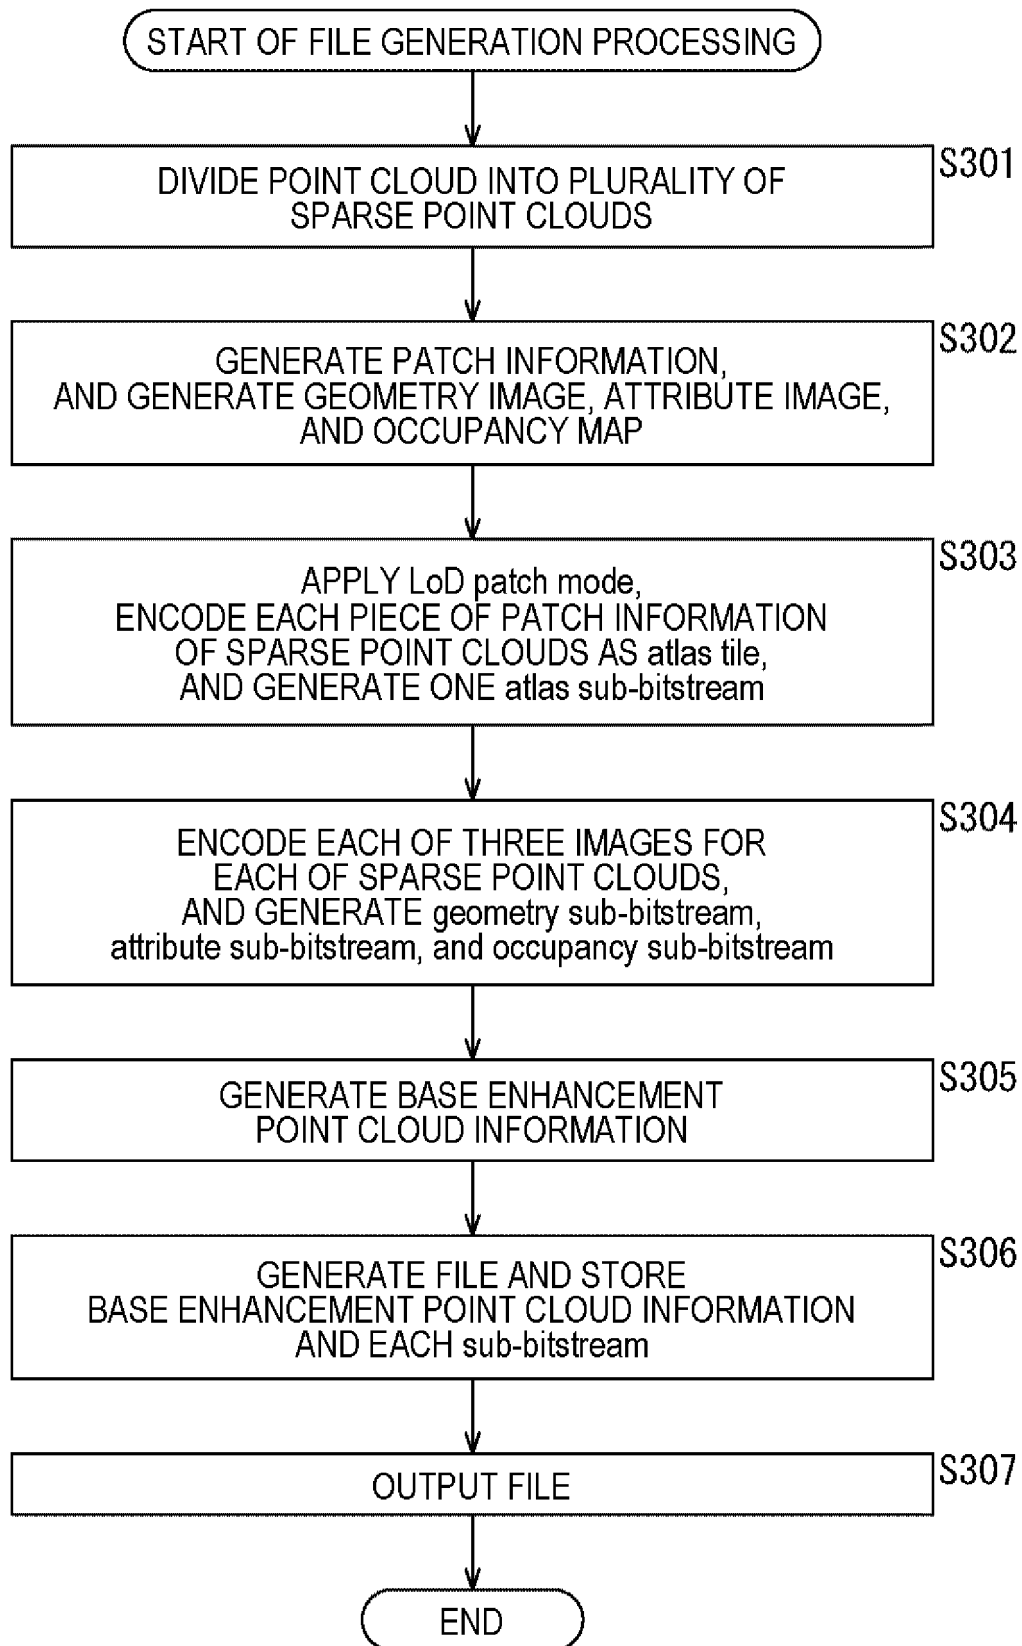 START OF FILE GENERATION PROCESSING
S301
DIVIDE POINT CLOUD INTO PLURALITY OF
SPARSE POINT CLOUDS
S302
GENERATE PATCH INFORMATION,
AND GENERATE GEOMETRY IMAGE, ATTRIBUTE IMAGE,
AND OCCUPANCY MAP
S303
APPLY LoD patch mode,
ENCODE EACH PIECE OF PATCH INFORMATION
OF SPARSE POINT CLOUDS AS atlas tile,
AND GENERATE ONE atlas sub-bitstream
S304
ENCODE EACH OF THREE IMAGES FOR
EACH OF SPARSE POINT CLOUDS,
AND GENERATE geometry sub-bitstream,
attribute sub-bitstream, and occupancy sub-bitstream
S305
GENERATE BASE ENHANCEMENT
POINT CLOUD INFORMATION
S306
GENERATE FILE AND STORE
BASE ENHANCEMENT POINT CLOUD INFORMATION
AND EACH sub-bitstream
S307
OUTPUT FILE
END